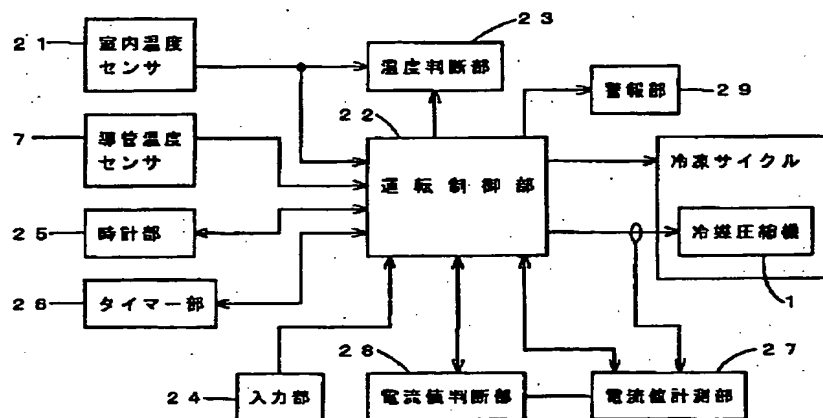 ２１
室内温度
センサ
２３
温度判断部
警報部
２９
７
導管温度
センサ
２２
運転制御部
冷凍サイクル
２５
時計部
冷媒圧縮機
１
２６
タイマー部
２８
２７
２４
入力部
電流値判断部
電流値計測部